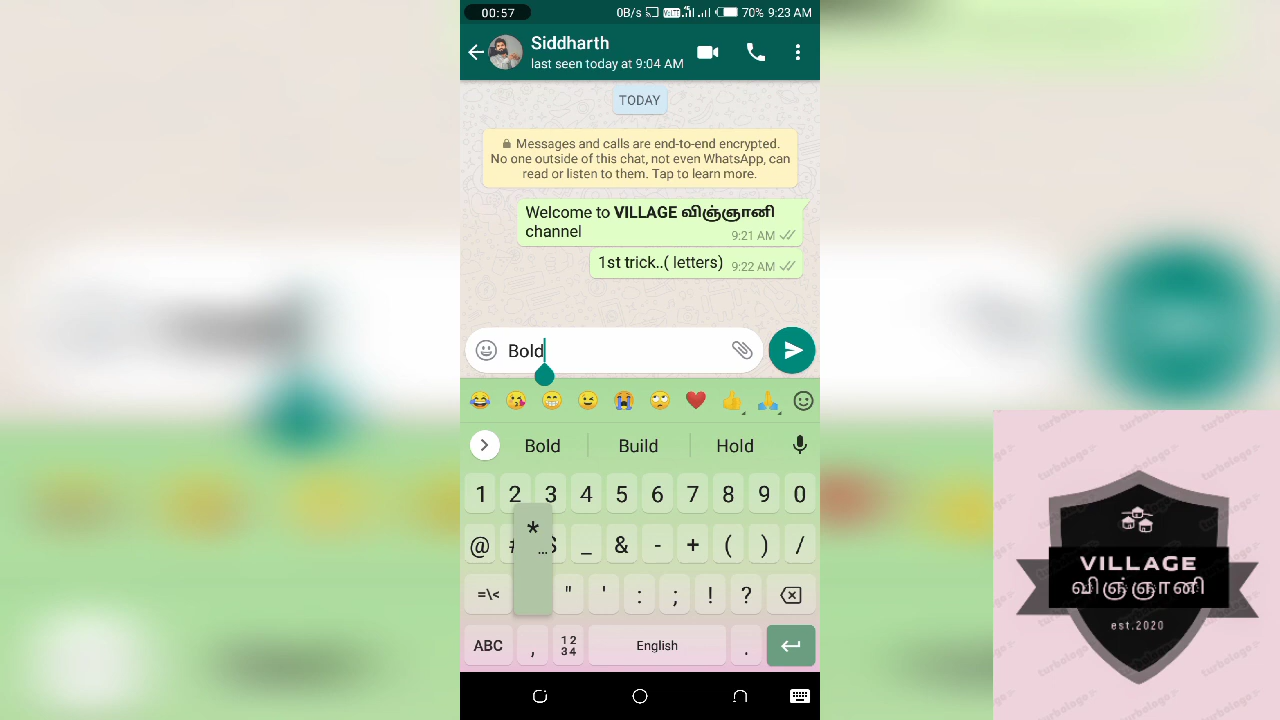 00:57
0B/s 70% 9:23 AM
Siddharth
last seen today at 9:04 AM
TODAY
Messages and calls are end-to-end encrypted.
No one outside of this chat, not even WhatsApp, can
read or listen to them. Tap to learn more.
Welcome to VILLAGE விஞ்ஞானி
channel
9:21 AM
1st trick..( letters) 9:22 AM
Bold
Bold Build Hold
1 2 3 4 5 6 7 8 9 0
@ # * … $ _ & - + ( ) /
=\< " ' : ; ! ?
ABC , 12 34 English .
VILLAGE
விஞ்ஞானி
est.2020
turbologo